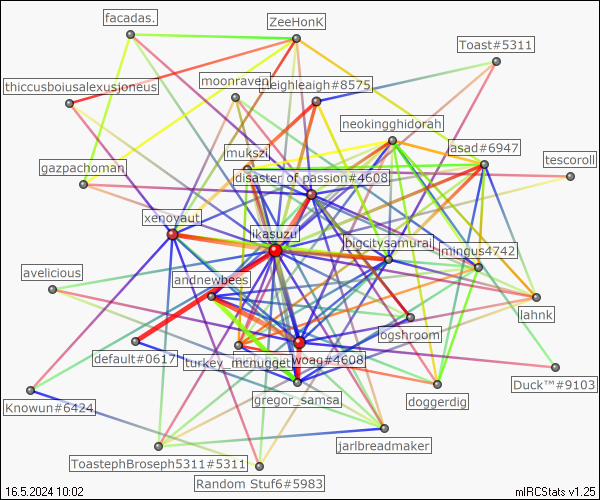 facadas.
ZeeHonK
Toast#5311
thiccusboiusalexusjoneus
moonraven
leighleigh#8575
neokingghidorah
asad#6947
mukszi
tescoroll
gazpachoman
disaster of passion#4608
xenoyaut
ikasuzu
bigcitysamurai
mingus4742
avelicious
andnewbees
lahnk
ogshroom
default#0617
turkey_mcnugget
woag#4608
Duck™#9103
gregor_samsa
doggerdig
Knowun#6424
jarlbreadmaker
ToastephBroseph5311#5311
Random Stuf6#5983
16.5.2024 10:02
mIRCStats v1.25